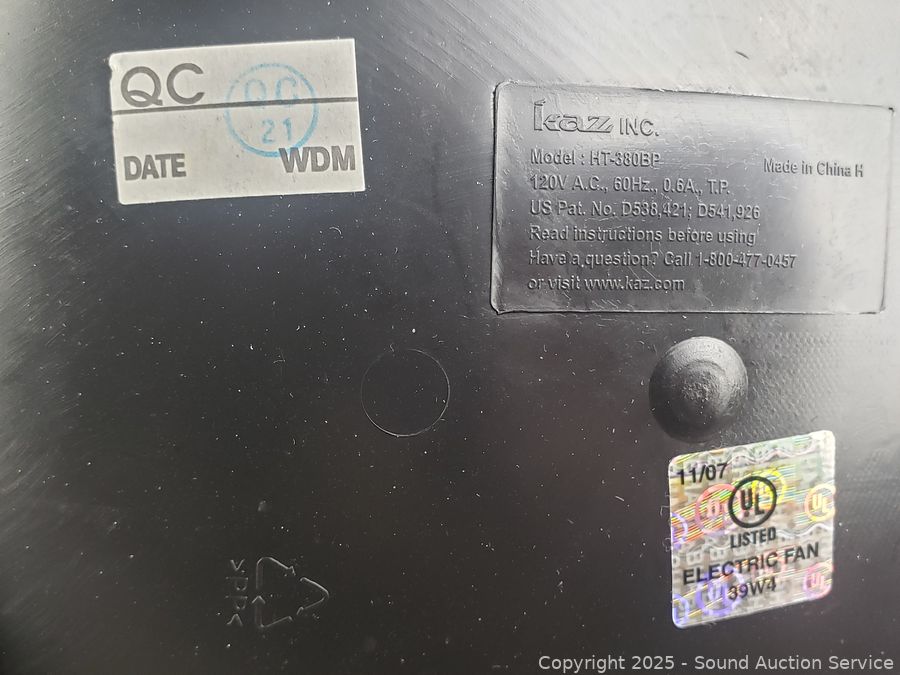 QC
QC
21
DATE WDM
kaz INC.
Model : HT-380BP Made in China H
120V A.C., 60Hz., 0.6A., T.P.
US Pat. No. D538,421; D541,926
Read instructions before using
Have a question? Call 1-800-477-0457
or visit www.kaz.com
11/07
UL
LISTED
ELECTRIC FAN
39W4
>PP<
Copyright © 2025 - Sound Auction Service